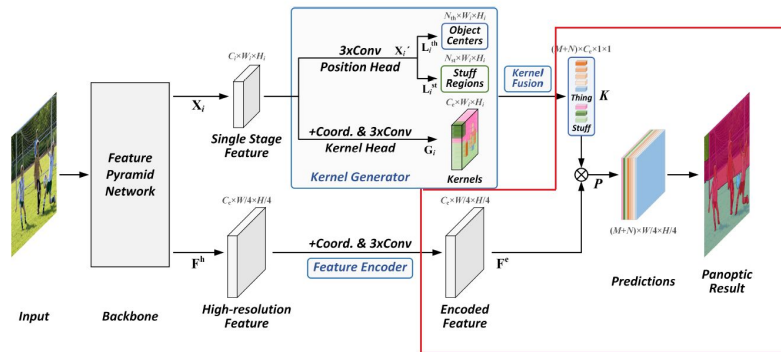 N_th×W_i×H_i
Object
Centers
C_i×W_i×H_i
3xConv
Position Head
X_i'
L_i^th
L_i^st
N_st×W_i×H_i
Stuff
Regions
Kernel
Fusion
(M+N)×C_e×1×1
Thing
Stuff
K
X_i
Single Stage
Feature
+Coord. & 3xConv
Kernel Head
G_i
C_e×W_i×H_i
Kernels
Kernel Generator
Feature
Pyramid
Network
P
C_e×W/4×H/4
C_e×W/4×H/4
(M+N)×W/4×H/4
F^h
+Coord. & 3xConv
Feature Encoder
F^e
Input
Backbone
High-resolution
Feature
Encoded
Feature
Predictions
Panoptic
Result